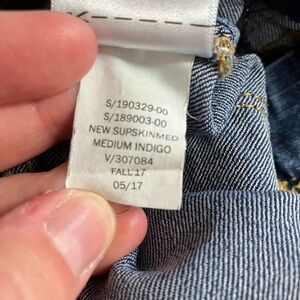 S/190329-00
S/189003-00
NEW SUPSKINMED
MEDIUM INDIGO
V/307084
FALL'17
05/17